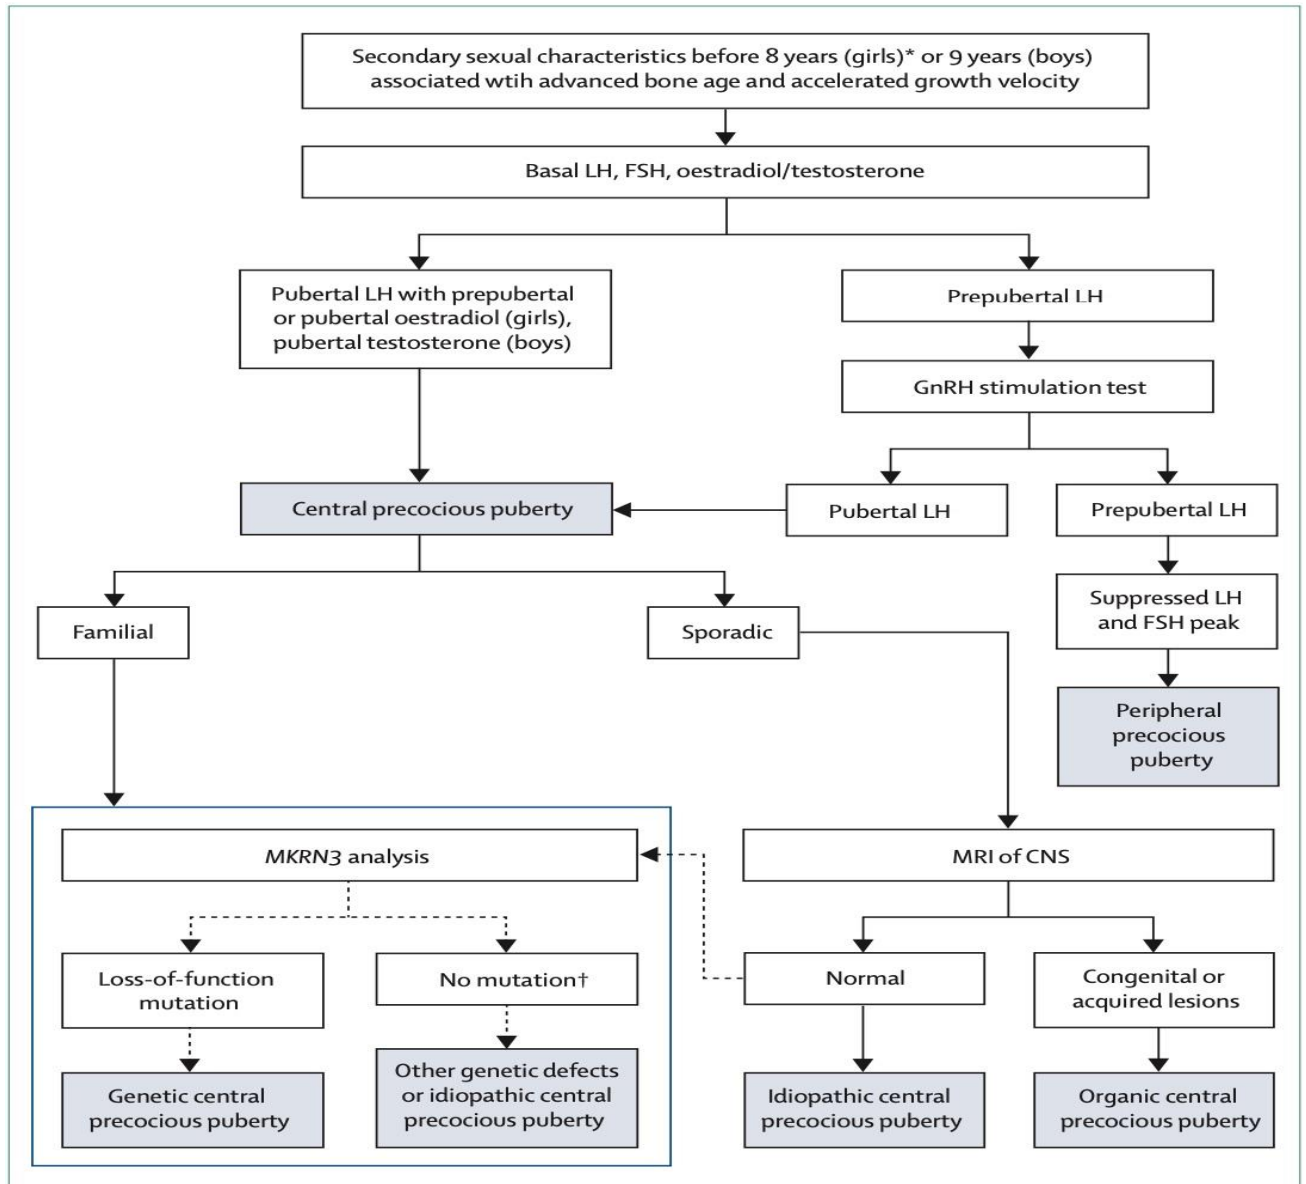 Secondary sexual characteristics before 8 years (girls)* or 9 years (boys)
associated wtih advanced bone age and accelerated growth velocity
Basal LH, FSH, oestradiol/testosterone
Pubertal LH with prepubertal
or pubertal oestradiol (girls),
pubertal testosterone (boys)
Prepubertal LH
GnRH stimulation test
Central precocious puberty
Pubertal LH
Prepubertal LH
Suppressed LH
and FSH peak
Peripheral
precocious
puberty
Familial
Sporadic
MKRN3 analysis
MRI of CNS
Loss-of-function
mutation
No mutation†
Normal
Congenital or
acquired lesions
Genetic central
precocious puberty
Other genetic defects
or idiopathic central
precocious puberty
Idiopathic central
precocious puberty
Organic central
precocious puberty